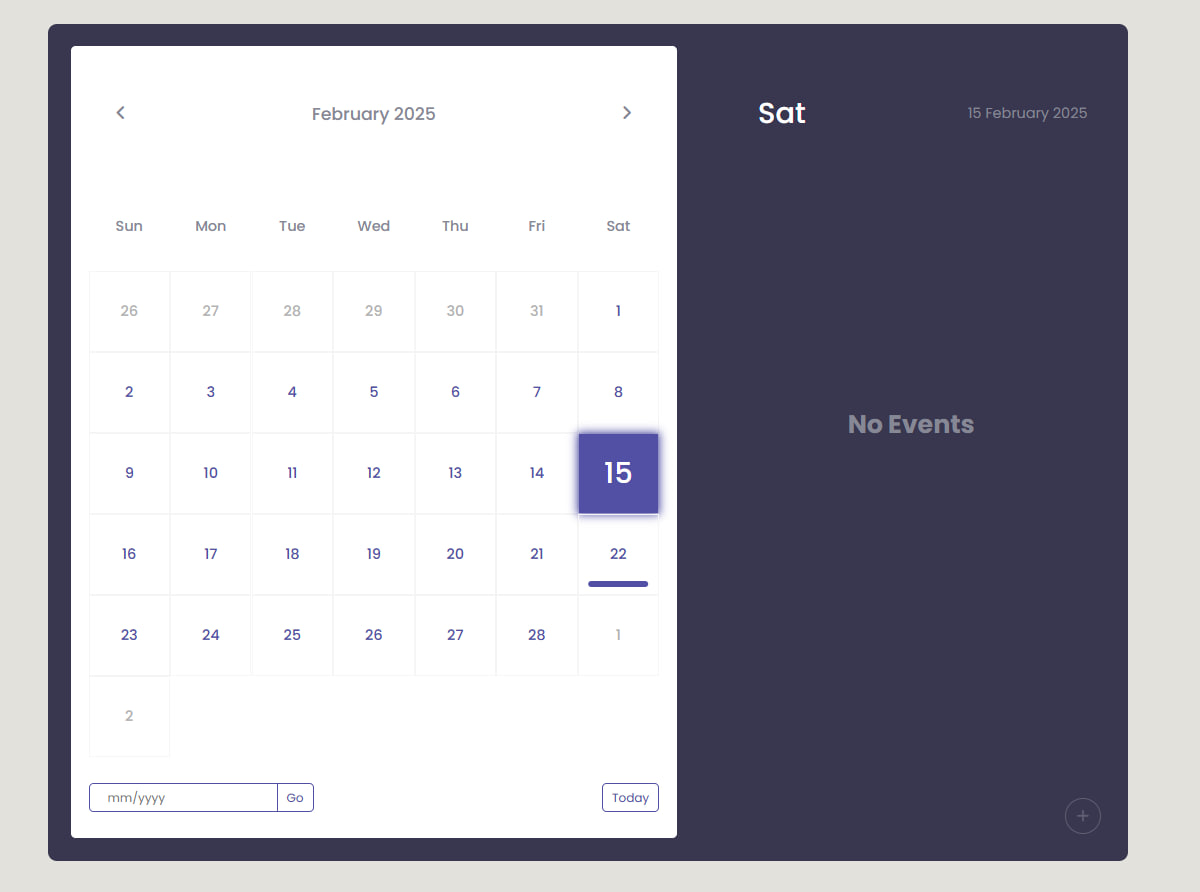 February 2025
Sun Mon Tue Wed Thu Fri Sat
26 27 28 29 30 31 1
2 3 4 5 6 7 8
9 10 11 12 13 14 15
16 17 18 19 20 21 22
23 24 25 26 27 28 1
2
mm/yyyy Go Today
Sat 15 February 2025
No Events
+